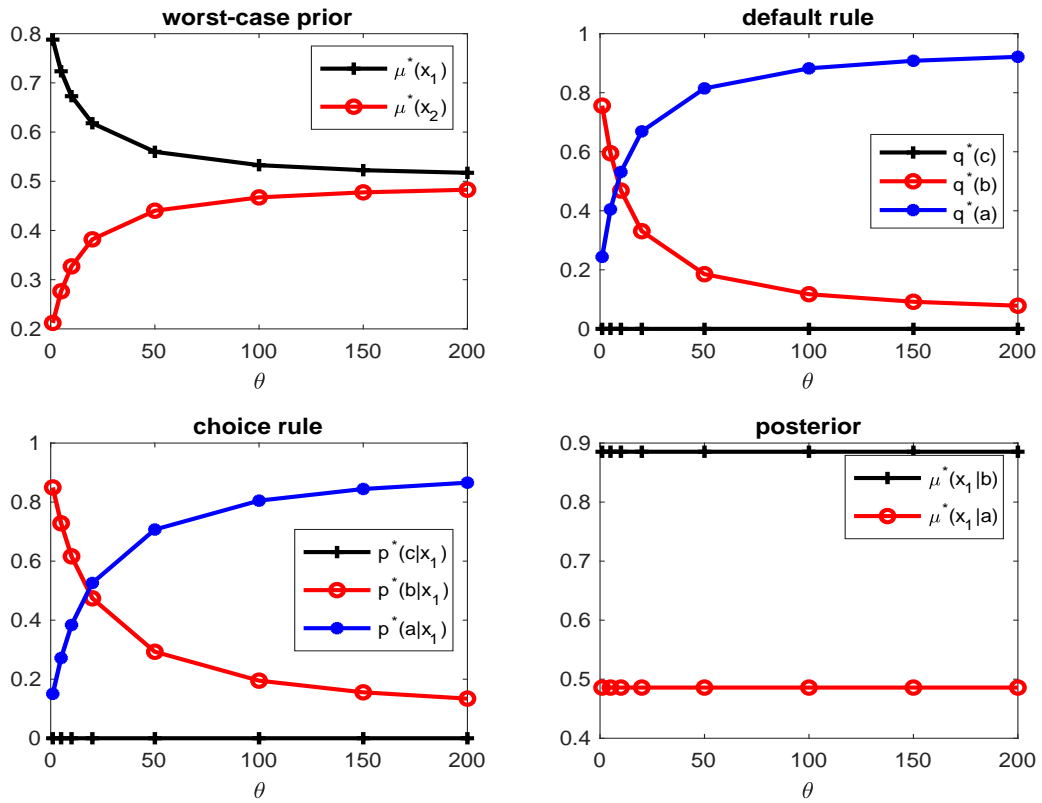 worst-case prior
0.8
0.7
0.6
0.5
0.4
0.3
0.2
0
50
100
150
200
θ
μ*(x₁)
μ*(x₂)
default rule
1
0.8
0.6
0.4
0.2
0
0
50
100
150
200
θ
q*(c)
q*(b)
q*(a)
choice rule
1
0.8
0.6
0.4
0.2
0
0
50
100
150
200
θ
p*(c|x₁)
p*(b|x₁)
p*(a|x₁)
posterior
0.9
0.8
0.7
0.6
0.5
0.4
0
50
100
150
200
θ
μ*(x₁|b)
μ*(x₁|a)